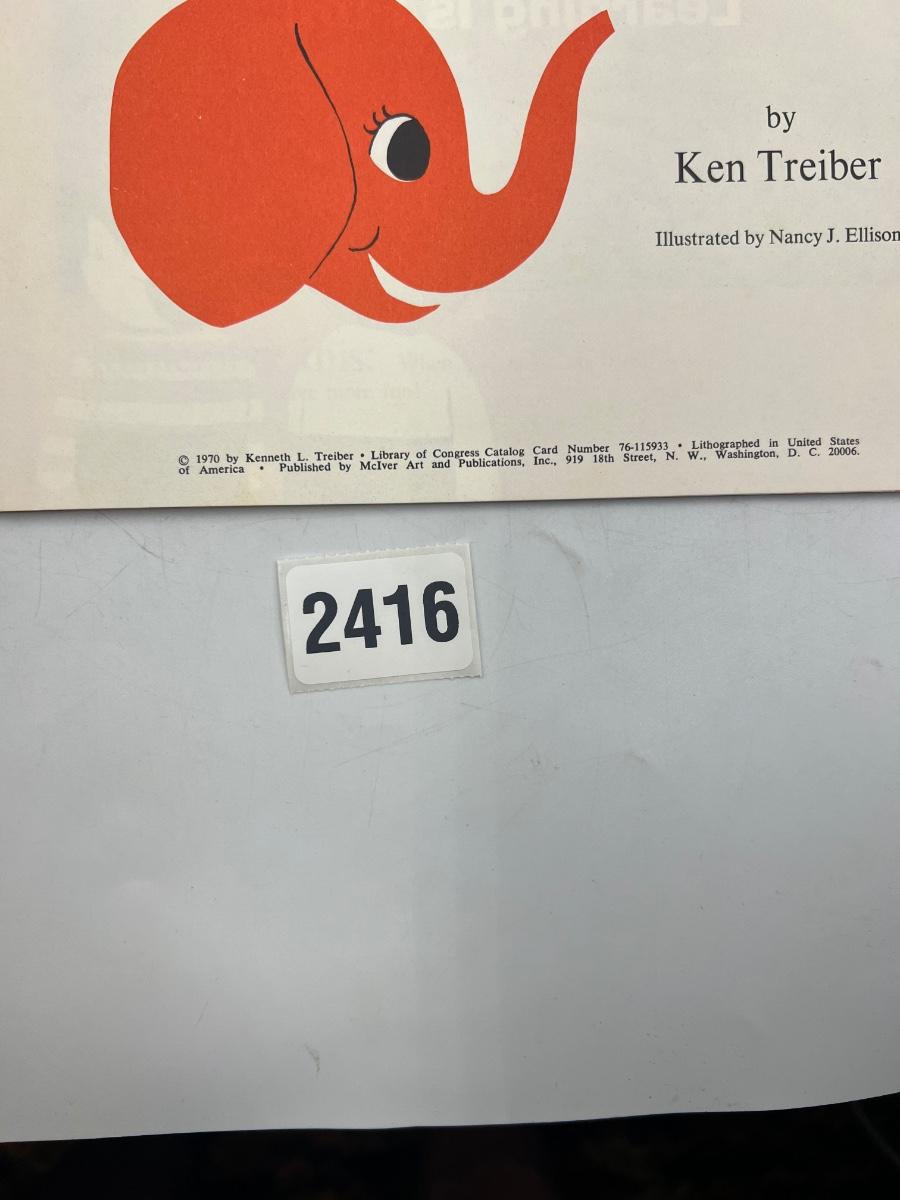 Learning is
by
Ken Treiber
Illustrated by Nancy J. Ellison
© 1970 by Kenneth L. Treiber • Library of Congress Catalog Card Number 76-115933 • Lithographed in United States
of America • Published by McIver Art and Publications, Inc., 919 18th Street, N. W., Washington, D. C. 20006.
2416